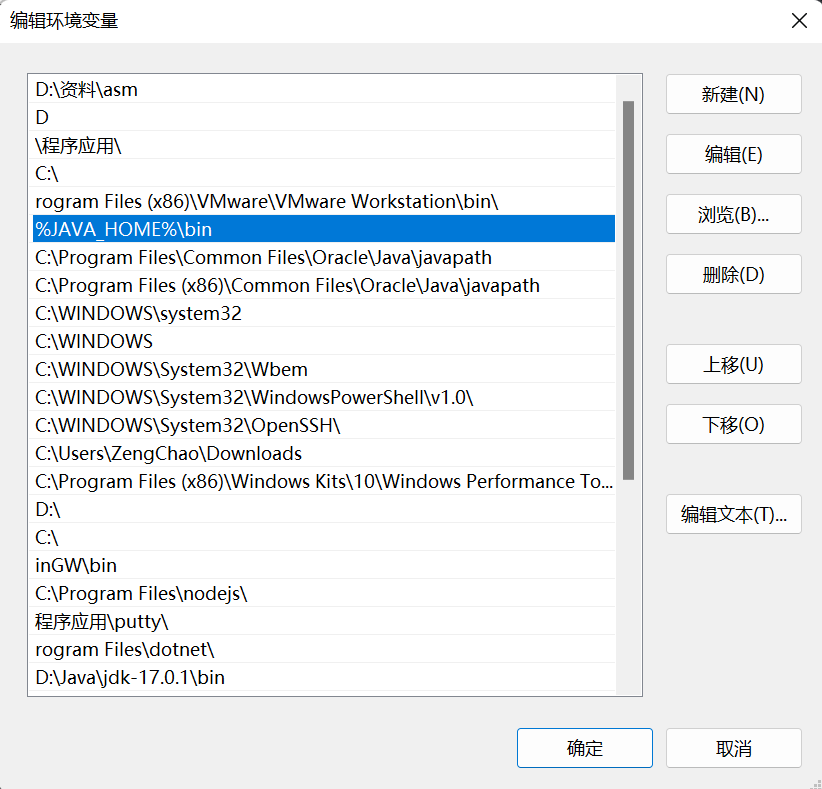 编辑环境变量
D:\资料\asm
D
\程序应用\
C:\
rogram Files (x86)\VMware\VMware Workstation\bin\
%JAVA_HOME%\bin
C:\Program Files\Common Files\Oracle\Java\javapath
C:\Program Files (x86)\Common Files\Oracle\Java\javapath
C:\WINDOWS\system32
C:\WINDOWS
C:\WINDOWS\System32\Wbem
C:\WINDOWS\System32\WindowsPowerShell\v1.0\
C:\WINDOWS\System32\OpenSSH\
C:\Users\ZengChao\Downloads
C:\Program Files (x86)\Windows Kits\10\Windows Performance To...
D:\
C:\
inGW\bin
C:\Program Files\nodejs\
程序应用\putty\
rogram Files\dotnet\
D:\Java\jdk-17.0.1\bin
新建(N)
编辑(E)
浏览(B)...
删除(D)
上移(U)
下移(O)
编辑文本(T)...
确定
取消